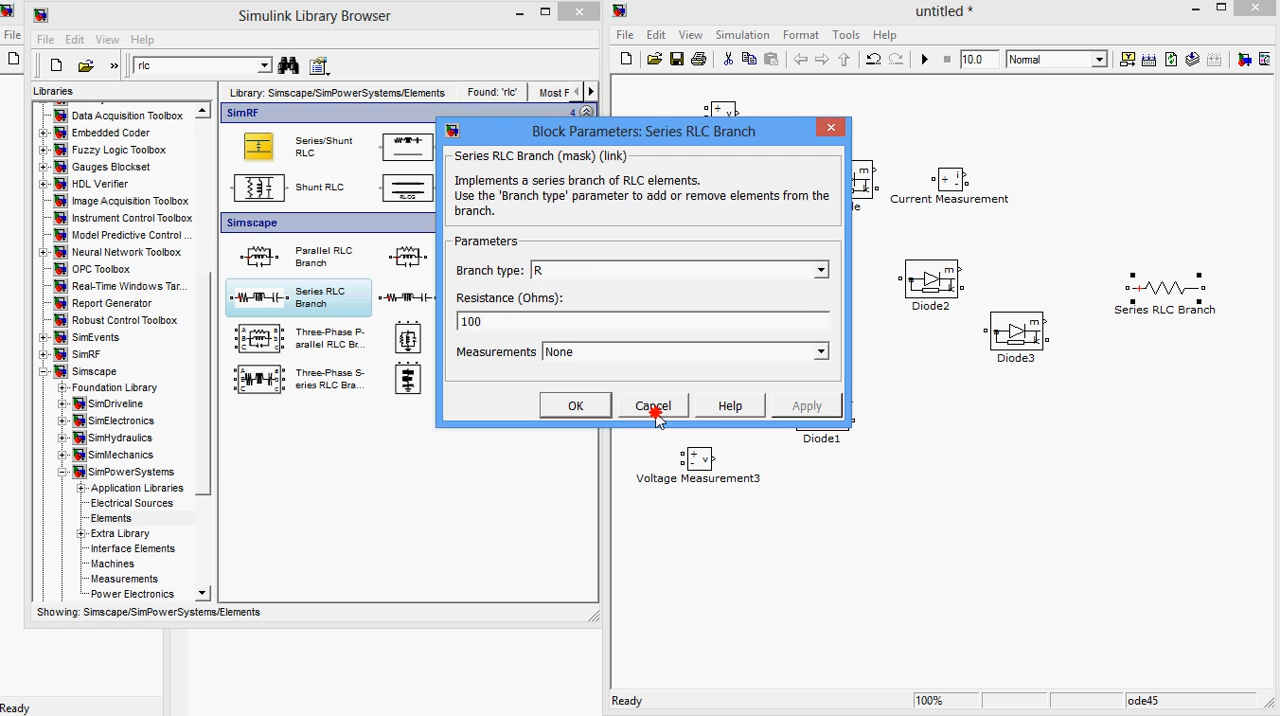 Simulink Library Browser
File Edit View Help
rlc
Libraries
Data Acquisition Toolbox
Embedded Coder
Fuzzy Logic Toolbox
Gauges Blockset
HDL Verifier
Image Acquisition Toolbox
Instrument Control Toolbox
Model Predictive Control ...
Neural Network Toolbox
OPC Toolbox
Real-Time Windows Tar...
Report Generator
Robust Control Toolbox
SimEvents
SimRF
Simscape
Foundation Library
SimDriveline
SimElectronics
SimHydraulics
SimMechanics
SimPowerSystems
Application Libraries
Electrical Sources
Elements
Extra Library
Interface Elements
Machines
Measurements
Power Electronics
Library: Simscape/SimPowerSystems/Elements Found: 'rlc' Most F
SimRF 4
Series/Shunt
RLC
Shunt RLC
Simscape
Parallel RLC
Branch
Series RLC
Branch
Three-Phase P-
arallel RLC Br...
Three-Phase S-
eries RLC Bra...
Showing: Simscape/SimPowerSystems/Elements
File
Ready
Block Parameters: Series RLC Branch
Series RLC Branch (mask) (link)
Implements a series branch of RLC elements.
Use the 'Branch type' parameter to add or remove elements from the
branch.
Parameters
Branch type: R
Resistance (Ohms):
100
Measurements None
OK Cancel Help Apply
untitled *
File Edit View Simulation Format Tools Help
10.0 Normal
+ v
m
k
+ i
-
Current Measurement
m
k
Diode2
m
k
Diode3
+
Series RLC Branch
Diode1
+ v
-
Voltage Measurement3
Ready 100% ode45